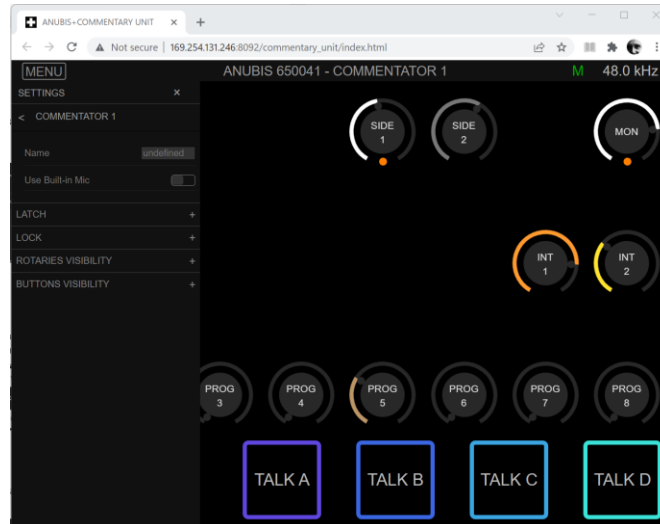 ANUBIS+COMMENTARY UNIT
Not secure | 169.254.131.246:8092/commentary_unit/index.html
MENU ANUBIS 650041 - COMMENTATOR 1 M 48.0 kHz
SETTINGS ×
< COMMENTATOR 1
Name undefined
Use Built-in Mic
LATCH +
LOCK +
ROTARIES VISIBILITY +
BUTTONS VISIBILITY +
SIDE 1
SIDE 2
MON
INT 1
INT 2
PROG 3
PROG 4
PROG 5
PROG 6
PROG 7
PROG 8
TALK A
TALK B
TALK C
TALK D